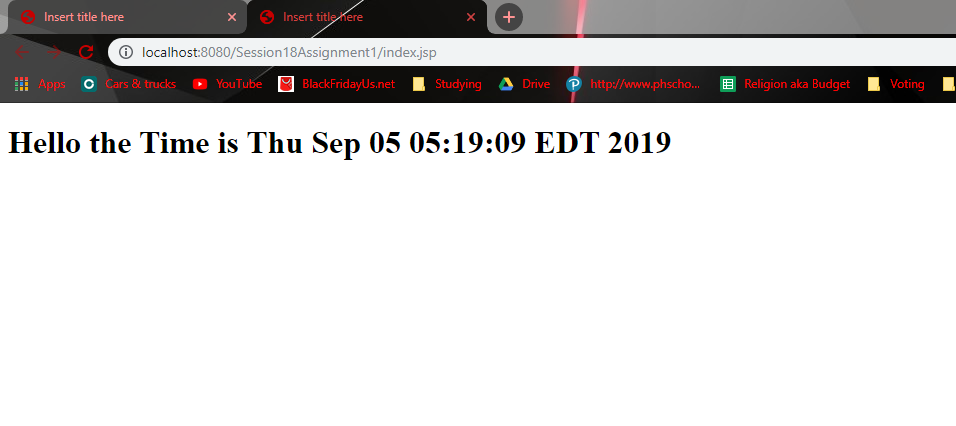 Insert title here Insert title here
localhost:8080/Session18Assignment1/index.jsp
Apps Cars & trucks YouTube BlackFridayUs.net Studying Drive http://www.phscho... Religion aka Budget Voting
Hello the Time is Thu Sep 05 05:19:09 EDT 2019